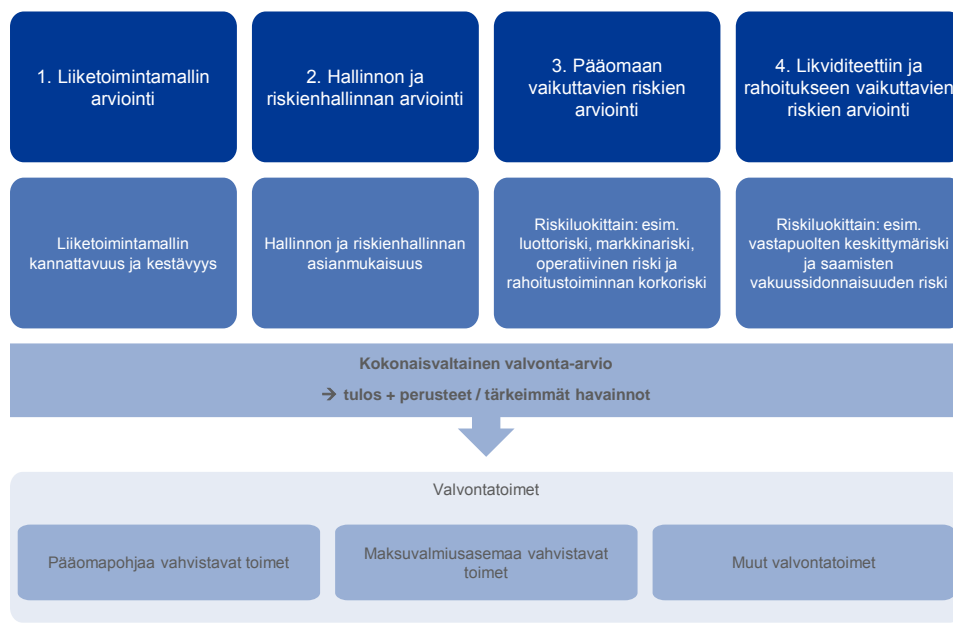 1. Liiketoimintamallin
arviointi
2. Hallinnon ja
riskienhallinnan arviointi
3. Pääomaan
vaikuttavien riskien
arviointi
4. Likviditeettiin ja
rahoitukseen vaikuttavien
riskien arviointi
Liiketoimintamallin
kannattavuus ja kestävyys
Hallinnon ja riskienhallinnan
asianmukaisuus
Riskiluokittain: esim.
luottoriski, markkinariski,
operatiivinen riski ja
rahoitustoiminnan korkoriski
Riskiluokittain: esim.
vastapuolten keskittymäriski
ja saamisten
vakuussidonnaisuuden riski
Kokonaisvaltainen valvonta-arvio
→ tulos + perusteet / tärkeimmät havainnot
Valvontatoimet
Pääomapohjaa vahvistavat toimet
Maksuvalmiusasemaa vahvistavat
toimet
Muut valvontatoimet